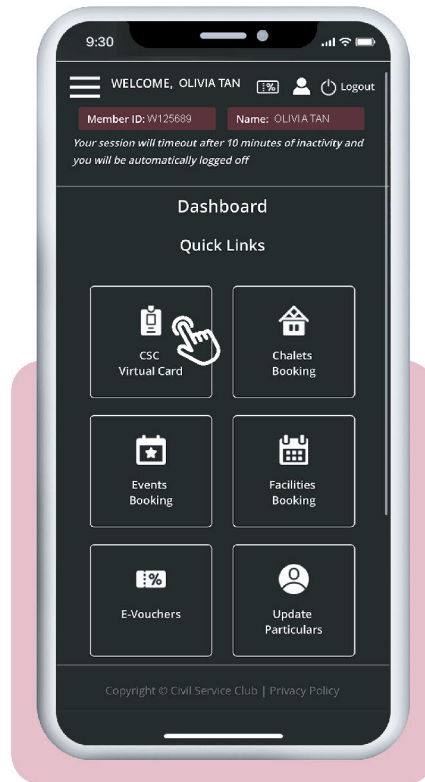 9:30
WELCOME, OLIVIA TAN
Logout
Member ID: W125689
Name: OLIVIA TAN
Your session will timeout after 10 minutes of inactivity and
you will be automatically logged off
Dashboard
Quick Links
CSC
Virtual Card
Chalets
Booking
Events
Booking
Facilities
Booking
E-Vouchers
Update
Particulars
Copyright © Civil Service Club | Privacy Policy